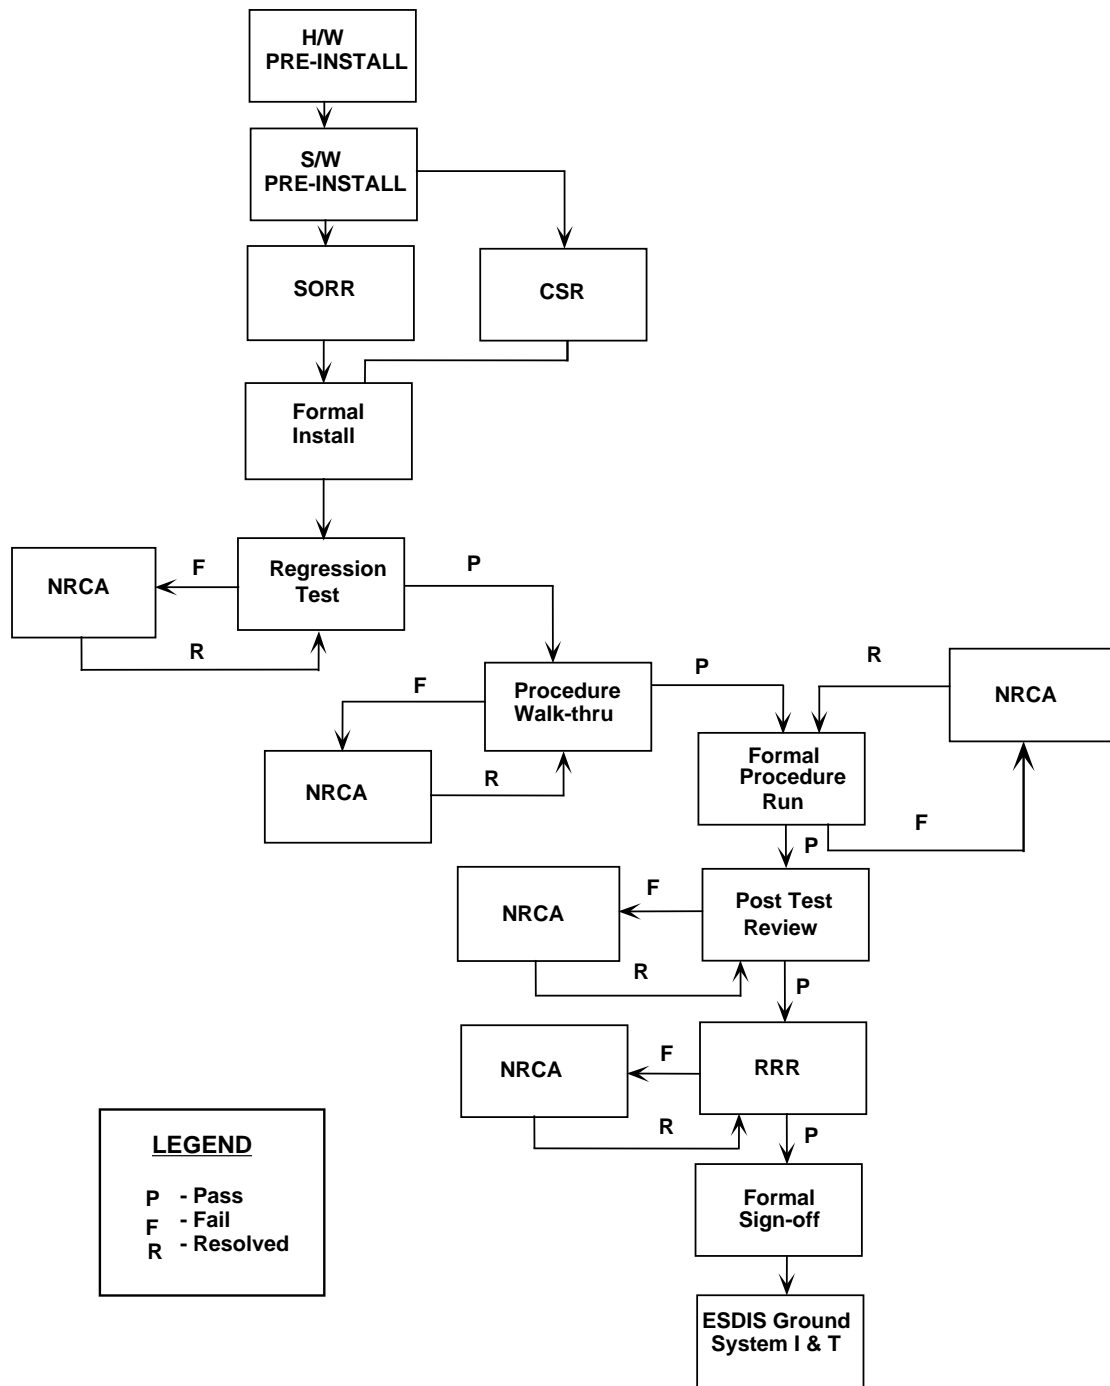 H/W
PRE-INSTALL
S/W
PRE-INSTALL
SORR
CSR
Formal
Install
NRCA
F
Regression
Test
P
R
F
Procedure
Walk-thru
P
R
NRCA
NRCA
R
Formal
Procedure
Run
F
P
NRCA
F
Post Test
Review
R
P
NRCA
F
RRR
R
P
LEGEND
P - Pass
F - Fail
R - Resolved
Formal
Sign-off
ESDIS Ground
System I & T